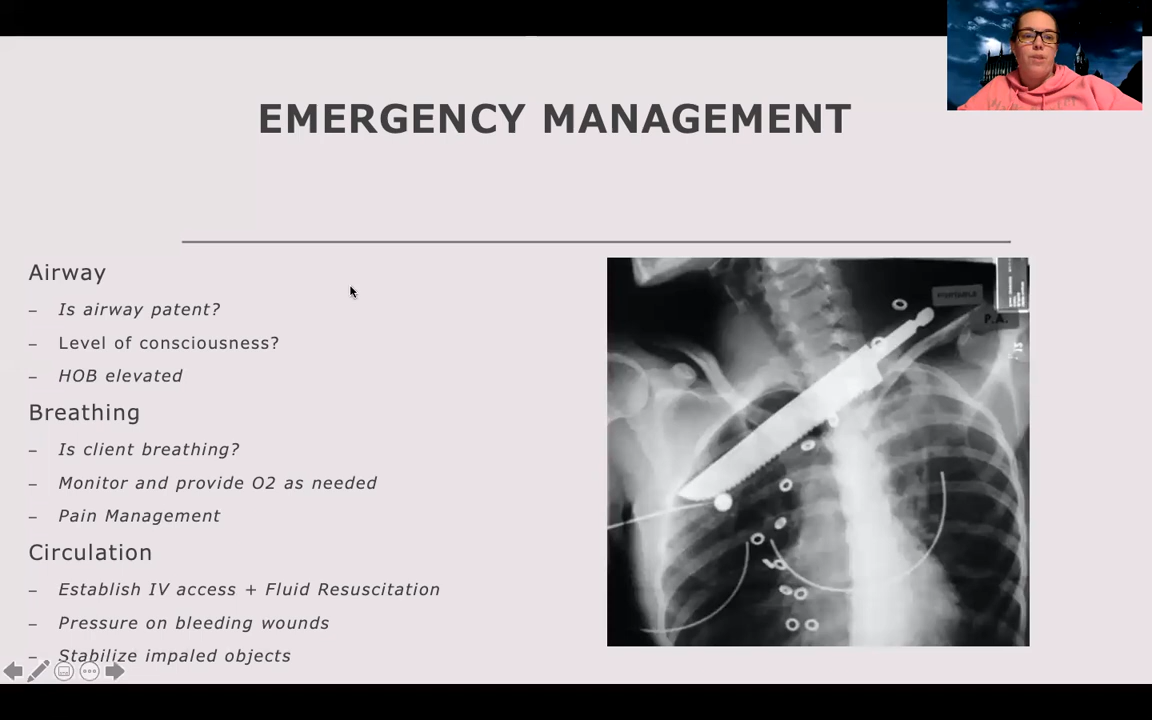 EMERGENCY MANAGEMENT
Airway
– Is airway patent?
– Level of consciousness?
– HOB elevated
Breathing
– Is client breathing?
– Monitor and provide O2 as needed
– Pain Management
Circulation
– Establish IV access + Fluid Resuscitation
– Pressure on bleeding wounds
– Stabilize impaled objects
P.A.